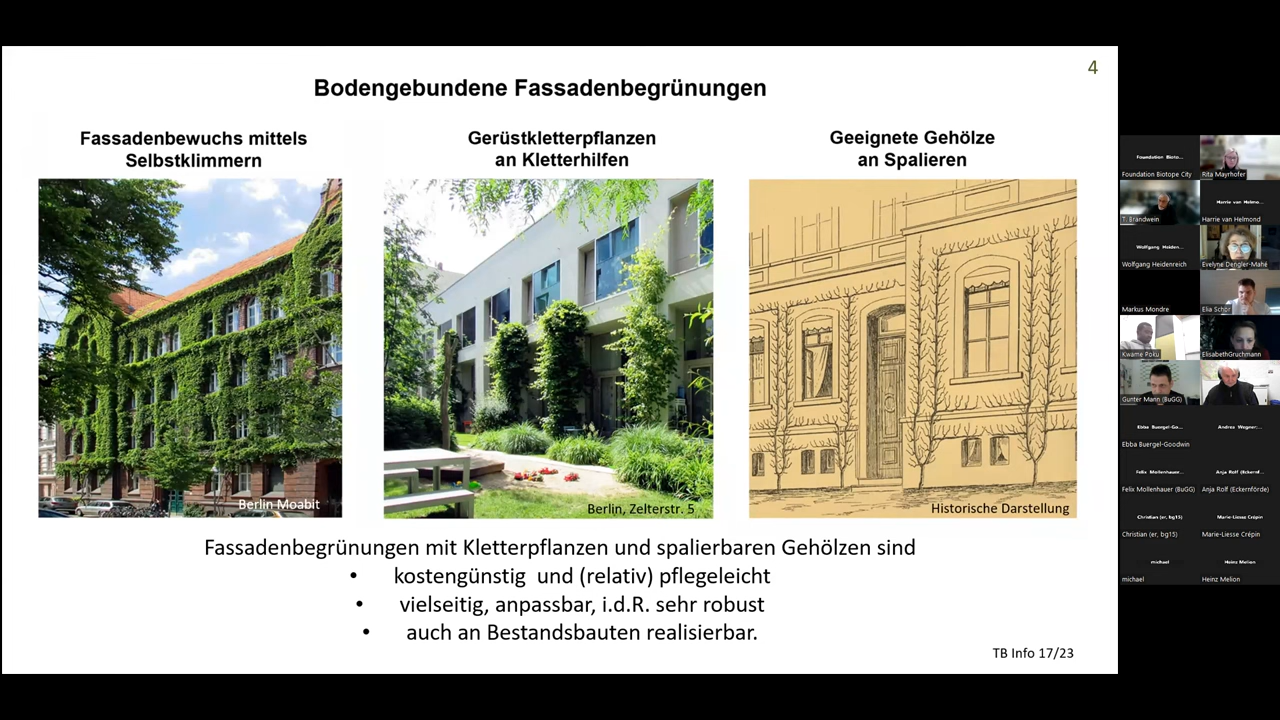 4
Bodengebundene Fassadenbegrünungen
Fassadenbewuchs mittels
Selbstklimmern
Gerüstkletterpflanzen
an Kletterhilfen
Geeignete Gehölze
an Spalieren
Berlin Moabit
Berlin, Zelterstr. 5
Historische Darstellung
Fassadenbegrünungen mit Kletterpflanzen und spalierbaren Gehölzen sind
• kostengünstig und (relativ) pflegeleicht
• vielseitig, anpassbar, i.d.R. sehr robust
• auch an Bestandsbauten realisierbar.
TB Info 17/23
Foundation Bioto...
Foundation Biotope City
Rita Mayrhofer
T. Brandwein
Harrie van Helmo...
Harrie van Helmond
Wolfgang Heiden...
Wolfgang Heidenreich
Evelyne Dengler-Mahé
Markus Mondre
Elia Schör
Kwame Poku
ElisabethGruchmann
Gunter Mann (BuGG)
Ebba Buergel-Go...
Ebba Buergel-Goodwin
Andrea Wegner...
Felix Mollenhauer...
Felix Mollenhauer (BuGG)
Anja Rolf (Eckernf...
Anja Rolf (Eckernförde)
Christian (er, bg15)
Christian (er, bg15)
Marie-Liesse Crépin
Marie-Liesse Crépin
michael
michael
Heinz Melion
Heinz Melion